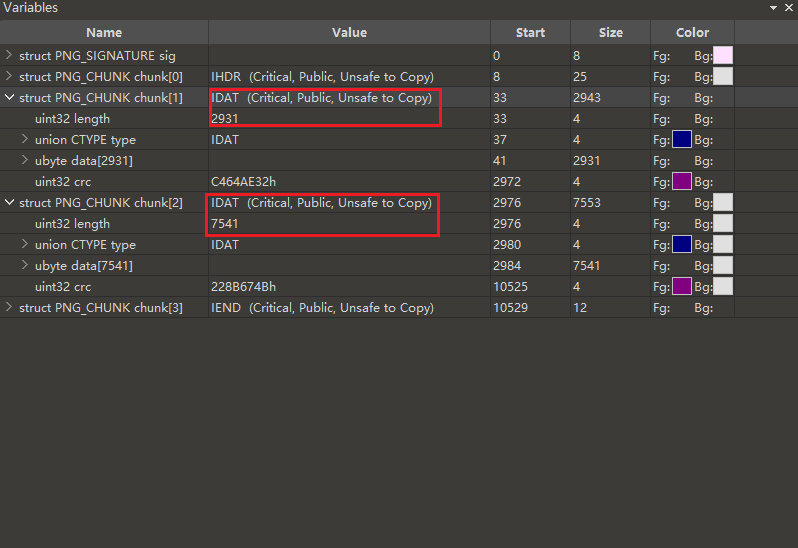 Variables
Name Value Start Size Color
struct PNG_SIGNATURE sig 0 8 Fg: Bg:
struct PNG_CHUNK chunk[0] IHDR (Critical, Public, Unsafe to Copy) 8 25 Fg: Bg:
struct PNG_CHUNK chunk[1] IDAT (Critical, Public, Unsafe to Copy) 33 2943 Fg: Bg:
uint32 length 2931 33 4 Fg: Bg:
union CTYPE type IDAT 37 4 Fg: Bg:
ubyte data[2931] 41 2931 Fg: Bg:
uint32 crc C464AE32h 2972 4 Fg: Bg:
struct PNG_CHUNK chunk[2] IDAT (Critical, Public, Unsafe to Copy) 2976 7553 Fg: Bg:
uint32 length 7541 2976 4 Fg: Bg:
union CTYPE type IDAT 2980 4 Fg: Bg:
ubyte data[7541] 2984 7541 Fg: Bg:
uint32 crc 228B674Bh 10525 4 Fg: Bg:
struct PNG_CHUNK chunk[3] IEND (Critical, Public, Unsafe to Copy) 10529 12 Fg: Bg: